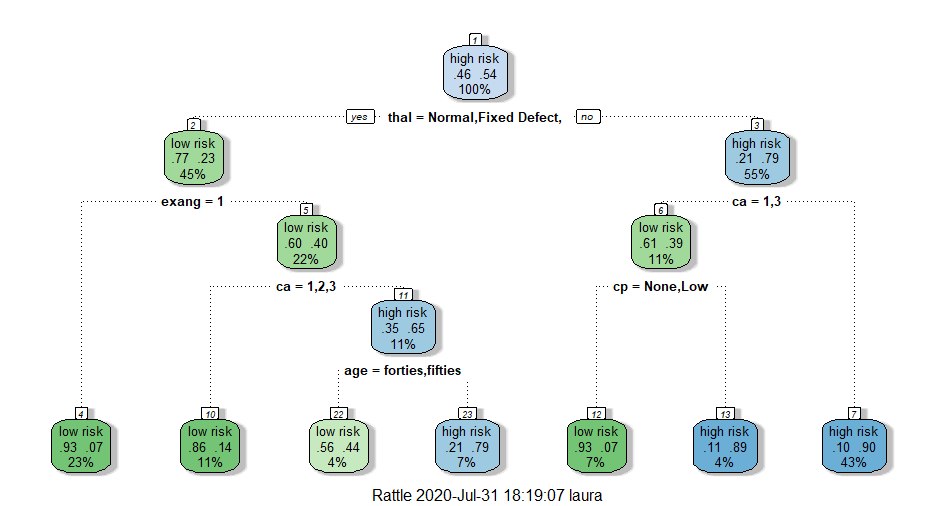 1
high risk
.46 .54
100%
yes thal = Normal,Fixed Defect, no
2
low risk
.77 .23
45%
3
high risk
.21 .79
55%
exang = 1
ca = 1,3
5
low risk
.60 .40
22%
6
low risk
.61 .39
11%
ca = 1,2,3
cp = None,Low
11
high risk
.35 .65
11%
age = forties,fifties
4
low risk
.93 .07
23%
10
low risk
.86 .14
11%
22
low risk
.56 .44
4%
23
high risk
.21 .79
7%
12
low risk
.93 .07
7%
13
high risk
.11 .89
4%
7
high risk
.10 .90
43%
Rattle 2020-Jul-31 18:19:07 laura